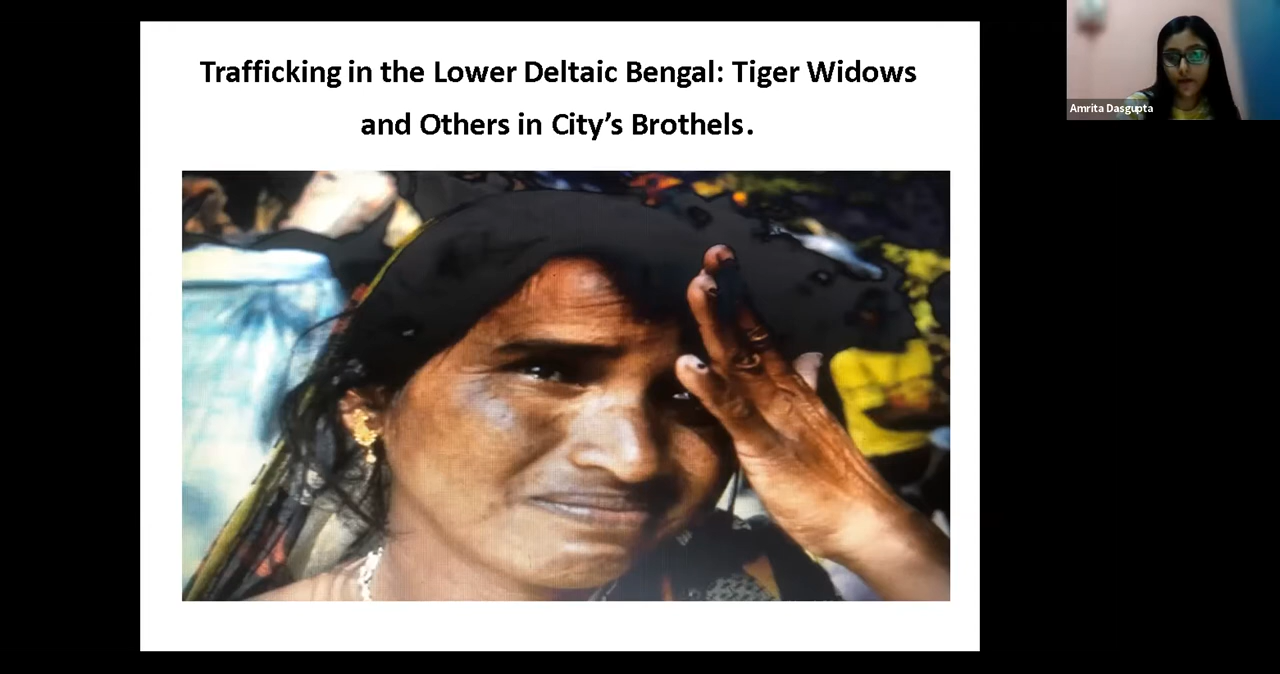 Trafficking in the Lower Deltaic Bengal: Tiger Widows
and Others in City’s Brothels.
Amrita Dasgupta